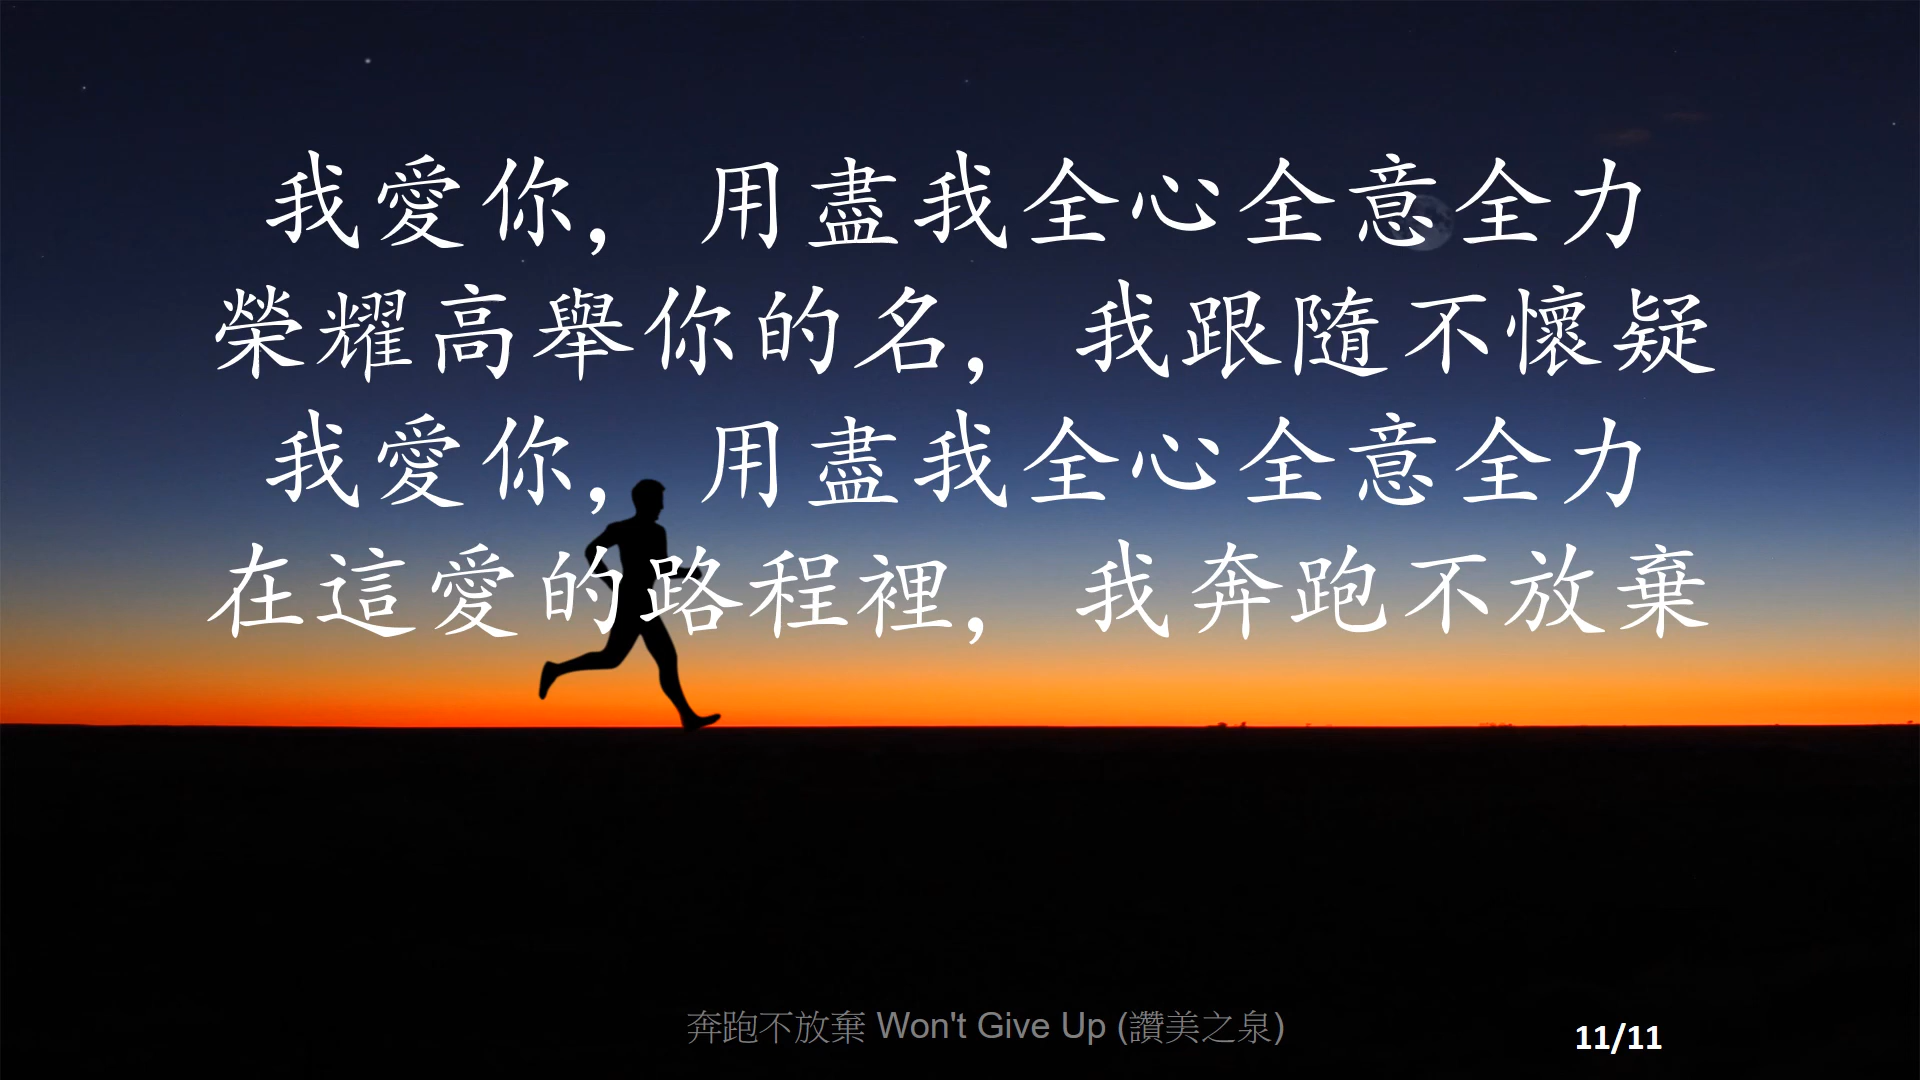 我愛你，用盡我全心全意全力
榮耀高舉你的名，我跟隨不懷疑
我愛你，用盡我全心全意全力
在這愛的路程裡，我奔跑不放棄
奔跑不放棄 Won't Give Up (讚美之泉)
11/11